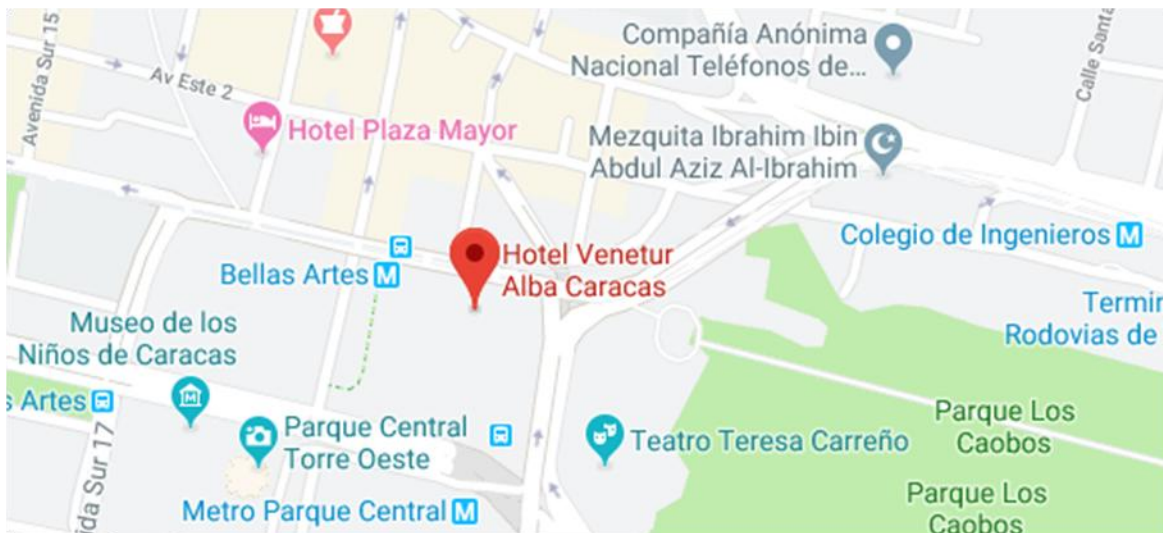 Avenida Sur 15
Av Este 2
Compañía Anónima
Nacional Teléfonos de...
Calle Santa
Hotel Plaza Mayor
Mezquita Ibrahim Ibin
Abdul Aziz Al-Ibrahim
Colegio de Ingenieros M
Hotel Venetur
Alba Caracas
Bellas Artes M
Termir
Rodovias de
Museo de los
Niños de Caracas
s Artes
Parque Central
Torre Oeste
Teatro Teresa Carreño
Parque Los
Caobos
ida Sur 17
Metro Parque Central M
Parque Los
Caobos